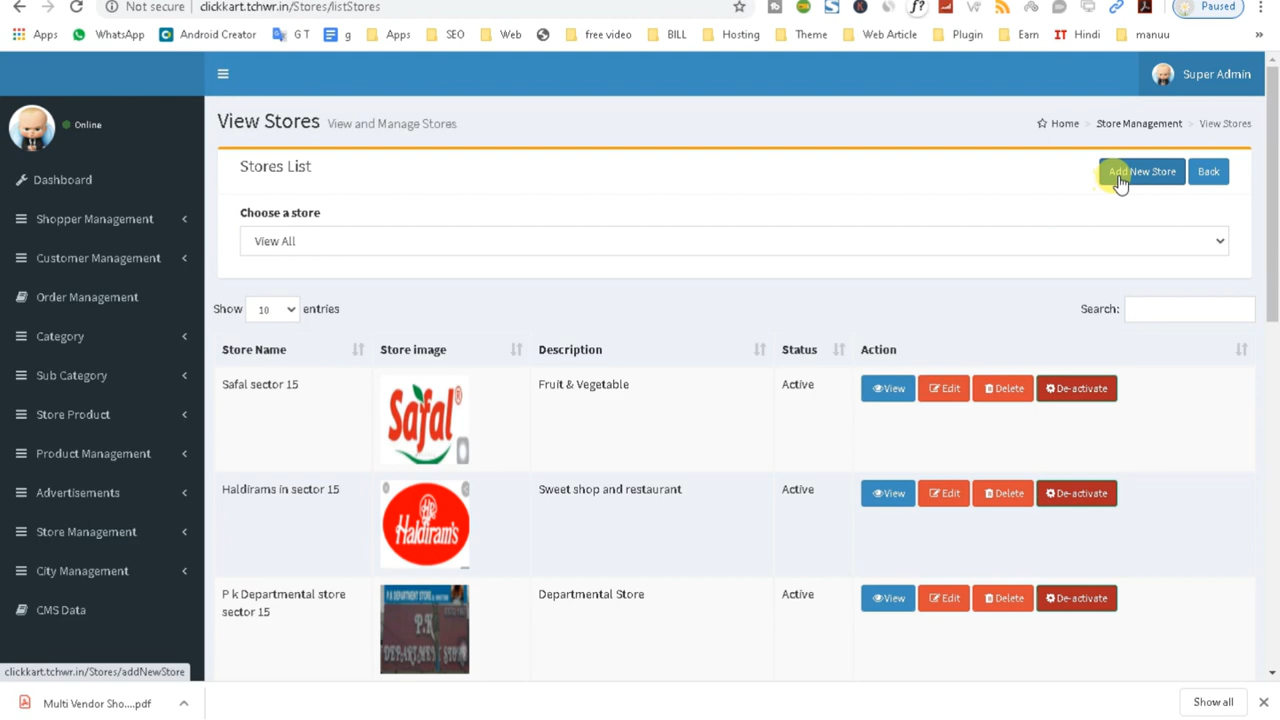 Not secure clickkart.tchwr.in/Stores/listStores Paused
Apps WhatsApp Android Creator G T g Apps SEO Web free video BILL Hosting Theme Web Article Plugin Earn IT Hindi manuu »
Super Admin
Online
View Stores View and Manage Stores
Home > Store Management > View Stores
Stores List
Add New Store Back
Choose a store
View All
Show 10 entries
Search:
Dashboard
Shopper Management
Customer Management
Order Management
Category
Sub Category
Store Product
Product Management
Advertisements
Store Management
City Management
CMS Data
Store Name Store image Description Status Action
Safal sector 15 Fruit & Vegetable Active View Edit Delete De-activate
Safal®
Haldirams in sector 15 Sweet shop and restaurant Active View Edit Delete De-activate
Haldiram's
P k Departmental store sector 15 Departmental Store Active View Edit Delete De-activate
P.K
clickkart.tchwr.in/Stores/addNewStore
Multi Vendor Sho....pdf
Show all